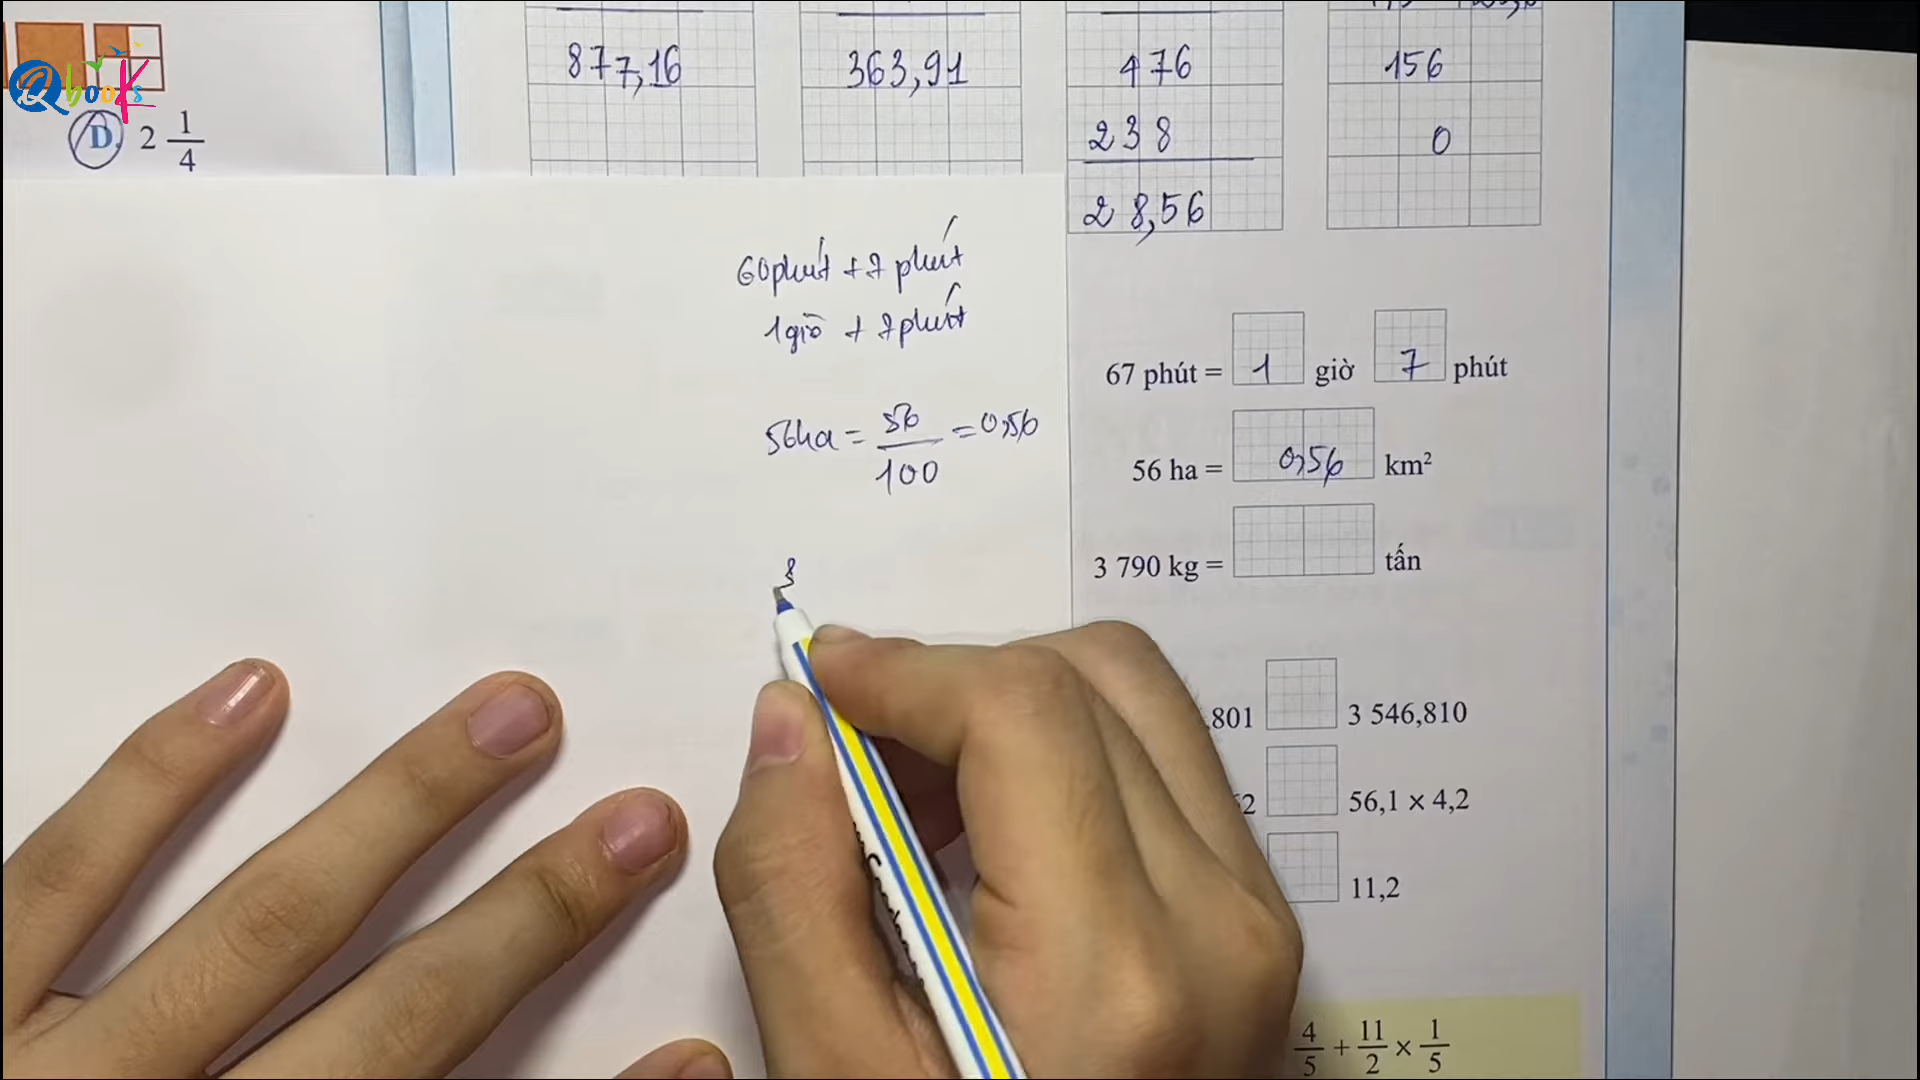 Qbooks
D. 2 1/4
877,16
363,91
476
238
28,56
156
0
60phút + 7 phút
1giờ + 7phút
56ha = 56/100 = 0,56
67 phút = 1 giờ 7 phút
56 ha = 0,56 km²
3 790 kg = tấn
,801 3 546,810
62 56,1 × 4,2
11,2
4/5 + 11/2 × 1/5